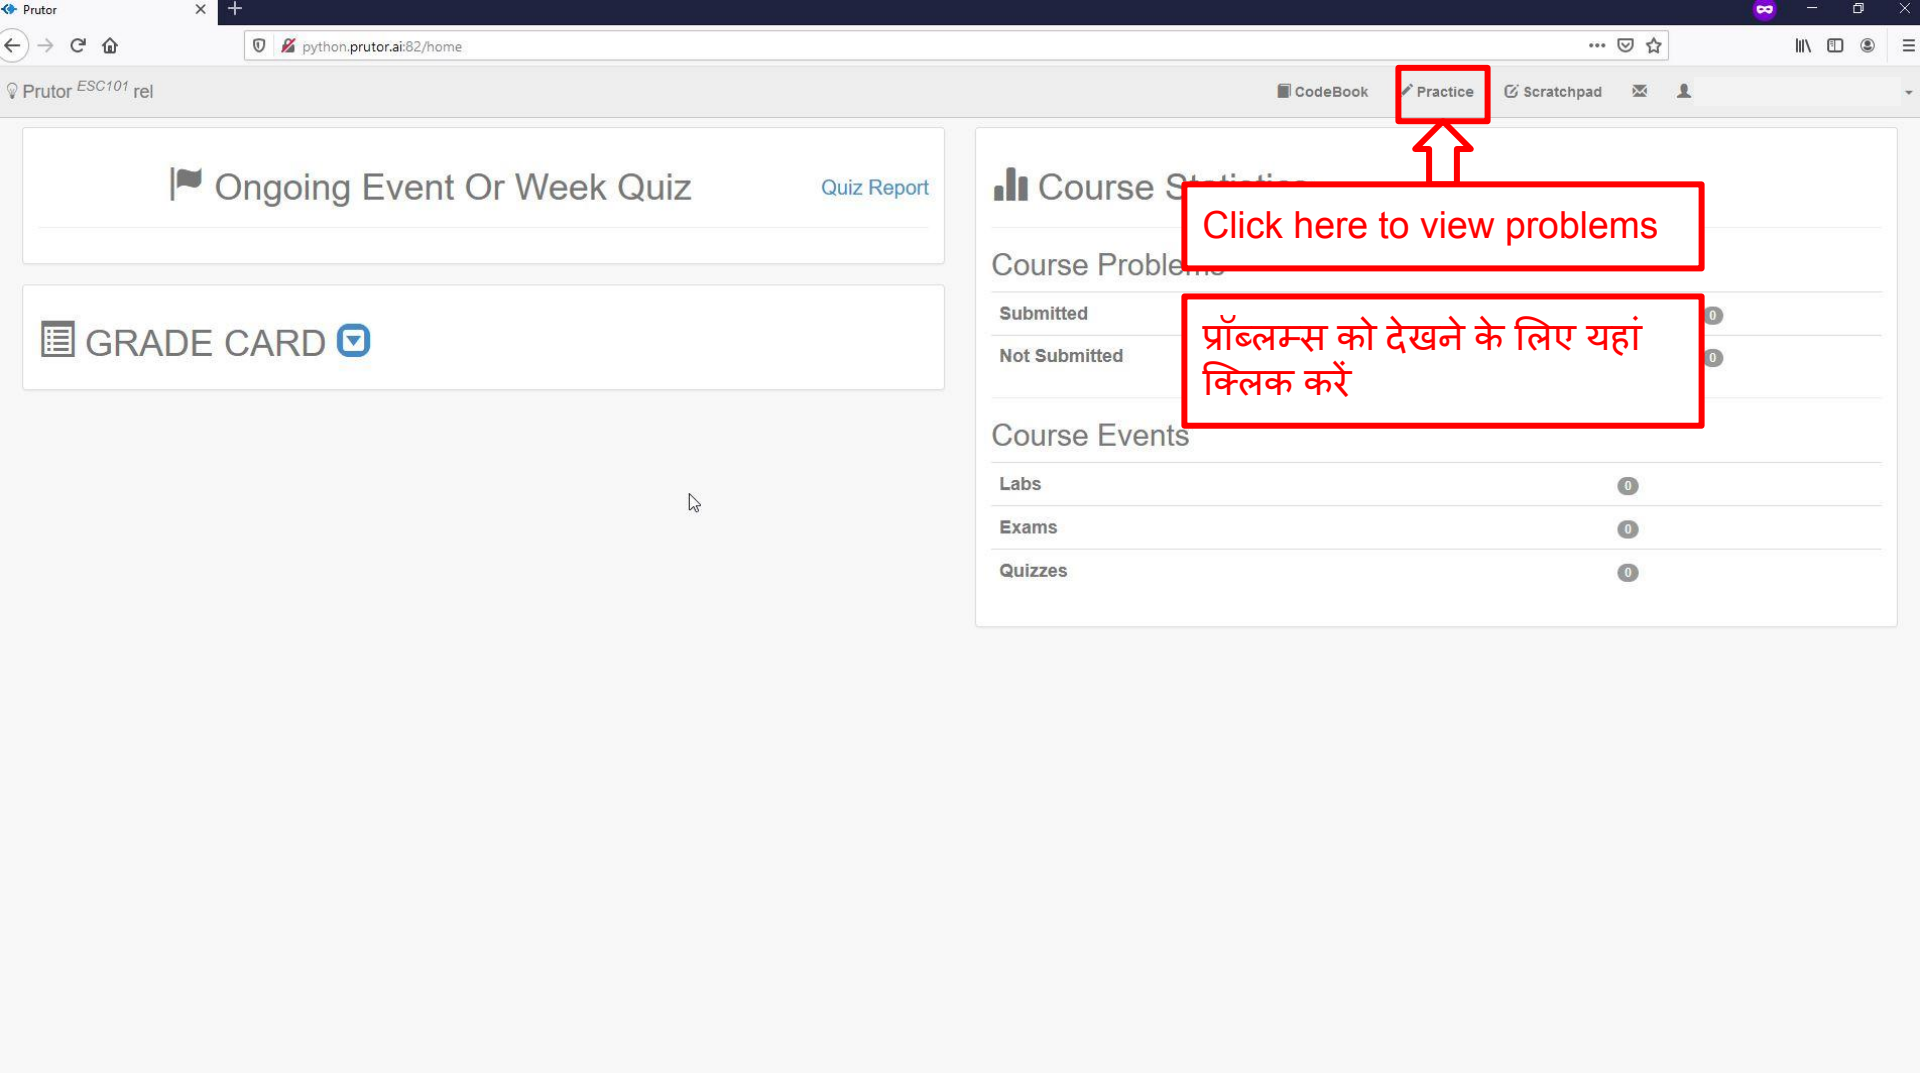 Prutor
python.prutor.ai:82/home
Prutor ESC101 rel
CodeBook
Practice
Scratchpad
Ongoing Event Or Week Quiz
Quiz Report
GRADE CARD
Course Statistics
Click here to view problems
Course Problems
Submitted
0
Not Submitted
0
प्रॉब्लम्स को देखने के लिए यहां
क्लिक करें
Course Events
Labs
0
Exams
0
Quizzes
0